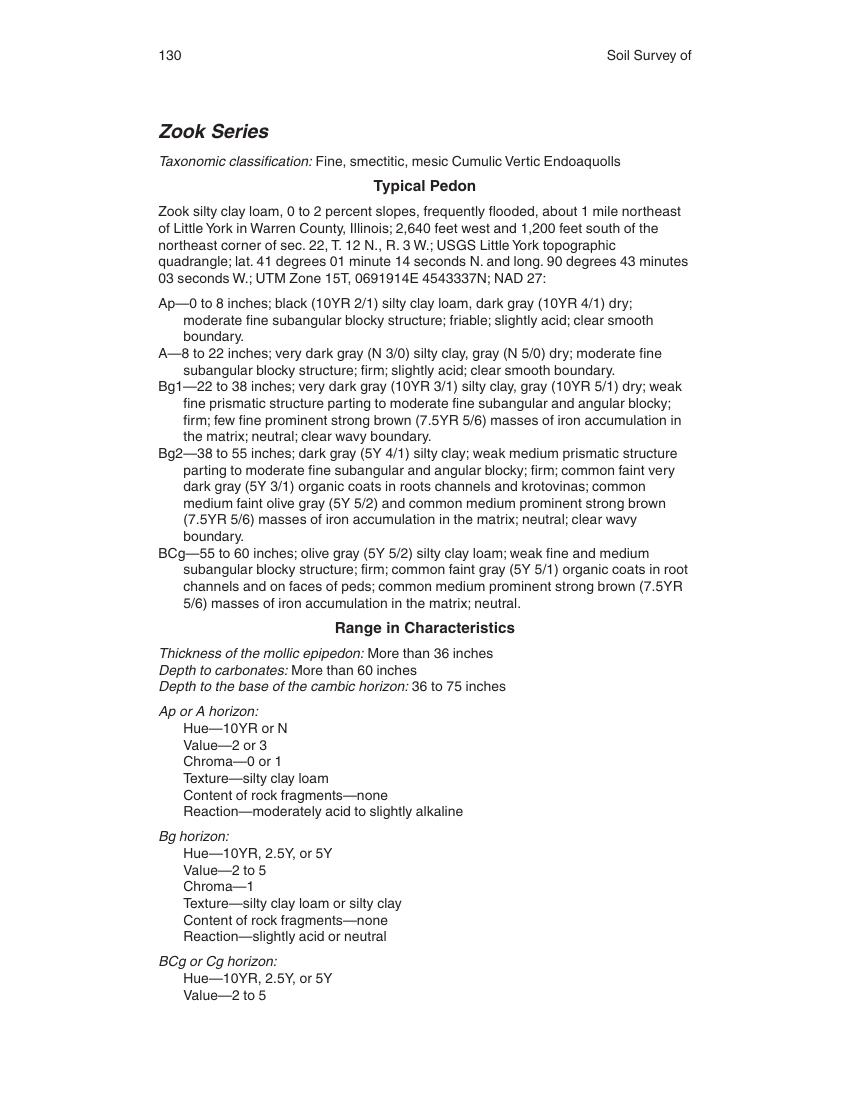 130
Soil Survey of
Zook Series
Taxonomic classification: Fine, smectitic, mesic Cumulic Vertic Endoaquolls
Typical Pedon
Zook silty clay loam, 0 to 2 percent slopes, frequently flooded, about 1 mile northeast
of Little York in Warren County, Illinois; 2,640 feet west and 1,200 feet south of the
northeast corner of sec. 22, T. 12 N., R. 3 W.; USGS Little York topographic
quadrangle; lat. 41 degrees 01 minute 14 seconds N. and long. 90 degrees 43 minutes
03 seconds W.; UTM Zone 15T, 0691914E 4543337N; NAD 27:
Ap—0 to 8 inches; black (10YR 2/1) silty clay loam, dark gray (10YR 4/1) dry;
moderate fine subangular blocky structure; friable; slightly acid; clear smooth
boundary.
A—8 to 22 inches; very dark gray (N 3/0) silty clay, gray (N 5/0) dry; moderate fine
subangular blocky structure; firm; slightly acid; clear smooth boundary.
Bg1—22 to 38 inches; very dark gray (10YR 3/1) silty clay, gray (10YR 5/1) dry; weak
fine prismatic structure parting to moderate fine subangular and angular blocky;
firm; few fine prominent strong brown (7.5YR 5/6) masses of iron accumulation in
the matrix; neutral; clear wavy boundary.
Bg2—38 to 55 inches; dark gray (5Y 4/1) silty clay; weak medium prismatic structure
parting to moderate fine subangular and angular blocky; firm; common faint very
dark gray (5Y 3/1) organic coats in roots channels and krotovinas; common
medium faint olive gray (5Y 5/2) and common medium prominent strong brown
(7.5YR 5/6) masses of iron accumulation in the matrix; neutral; clear wavy
boundary.
BCg—55 to 60 inches; olive gray (5Y 5/2) silty clay loam; weak fine and medium
subangular blocky structure; firm; common faint gray (5Y 5/1) organic coats in root
channels and on faces of peds; common medium prominent strong brown (7.5YR
5/6) masses of iron accumulation in the matrix; neutral.
Range in Characteristics
Thickness of the mollic epipedon: More than 36 inches
Depth to carbonates: More than 60 inches
Depth to the base of the cambic horizon: 36 to 75 inches
Ap or A horizon:
Hue—10YR or N
Value—2 or 3
Chroma—0 or 1
Texture—silty clay loam
Content of rock fragments—none
Reaction—moderately acid to slightly alkaline
Bg horizon:
Hue—10YR, 2.5Y, or 5Y
Value—2 to 5
Chroma—1
Texture—silty clay loam or silty clay
Content of rock fragments—none
Reaction—slightly acid or neutral
BCg or Cg horizon:
Hue—10YR, 2.5Y, or 5Y
Value—2 to 5